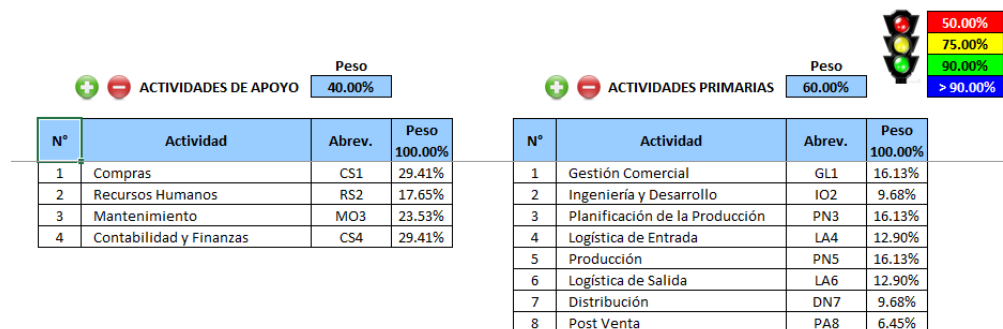 50.00%
75.00%
90.00%
> 90.00%
Peso
ACTIVIDADES DE APOYO 40.00%
Peso
ACTIVIDADES PRIMARIAS 60.00%
N° Actividad Abrev. Peso 100.00%
1 Compras CS1 29.41%
2 Recursos Humanos RS2 17.65%
3 Mantenimiento MO3 23.53%
4 Contabilidad y Finanzas CS4 29.41%
N° Actividad Abrev. Peso 100.00%
1 Gestión Comercial GL1 16.13%
2 Ingeniería y Desarrollo IO2 9.68%
3 Planificación de la Producción PN3 16.13%
4 Logística de Entrada LA4 12.90%
5 Producción PN5 16.13%
6 Logística de Salida LA6 12.90%
7 Distribución DN7 9.68%
8 Post Venta PA8 6.45%